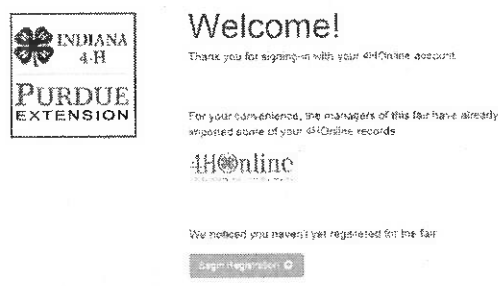 INDIANA
4-H
PURDUE
EXTENSION
Welcome!
Thank you for signing-in with your 4HOnline account.
For your convenience, the managers of this fair have already
imported some of your 4HOnline records
4HOnline
We noticed you haven't yet registered for the fair
Begin Registration